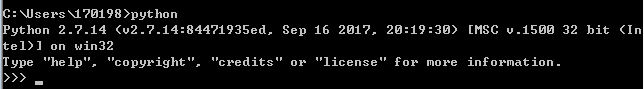 C:\Users\170198>python
Python 2.7.14 (v2.7.14:84471935ed, Sep 16 2017, 20:19:30) [MSC v.1500 32 bit (In
tel)] on win32
Type "help", "copyright", "credits" or "license" for more information.
>>> _